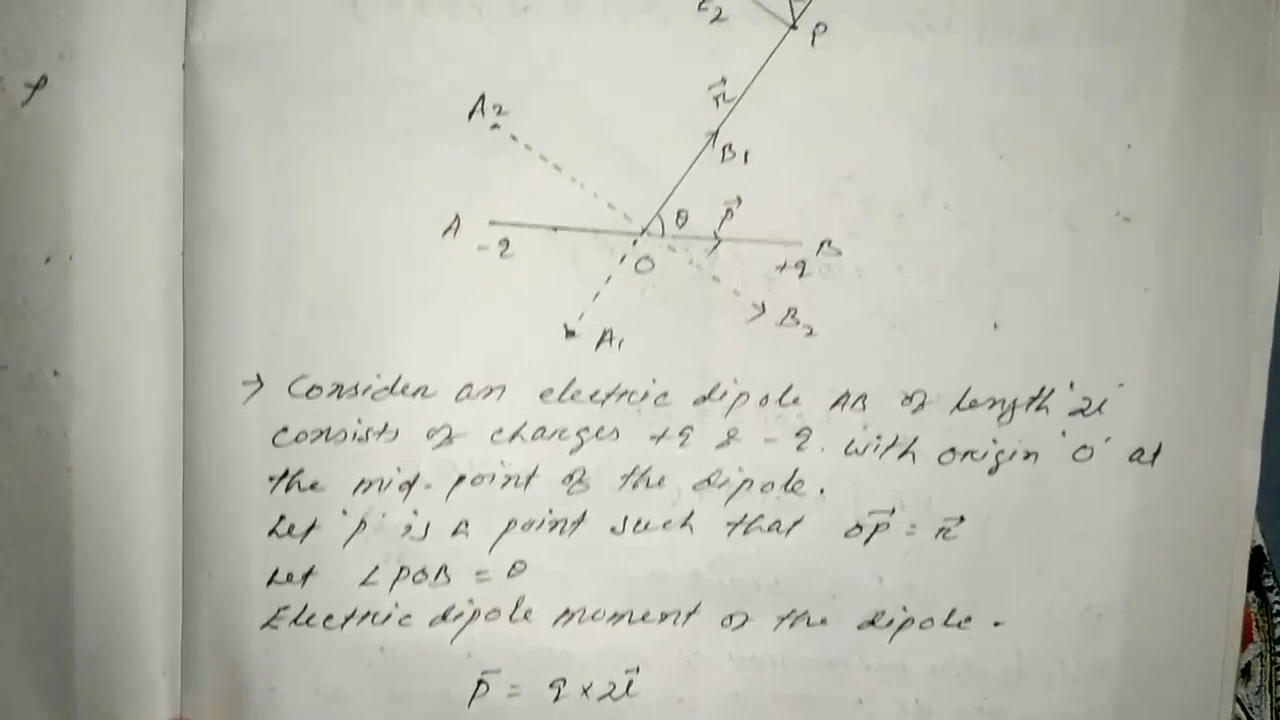 E2
P
r⃗
A2
B1
θ
p⃗
A
-q
O
+q
B
A1
B2
→ Consider an electric dipole AB of length '2l'
consists of charges +q & -q. with origin 'O' at
the mid-point of the dipole.
Let 'p' is a point such that O⃗P = r⃗
Let ∠POB = θ
Electric dipole moment of the dipole.
p⃗ = q × 2l⃗